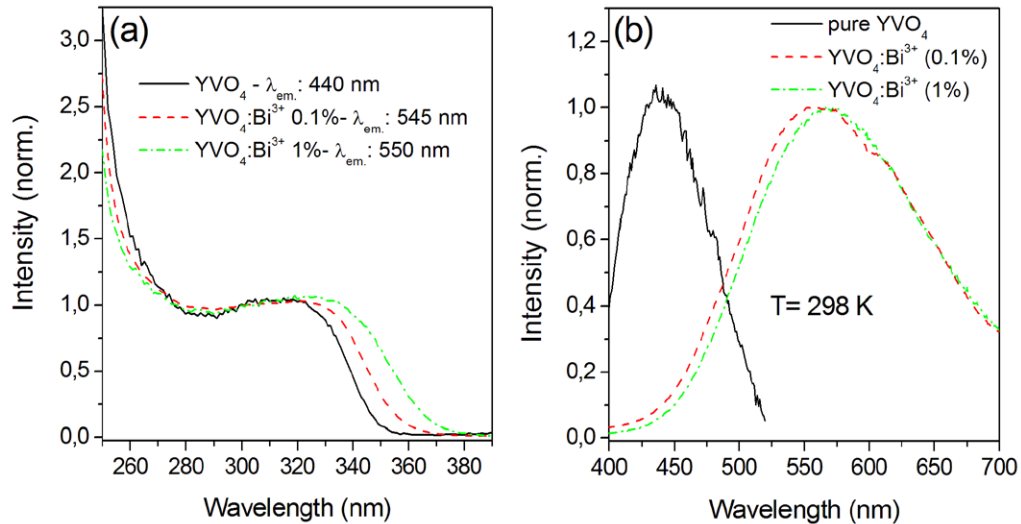 (a)
YVO₄ - λem.: 440 nm
YVO₄:Bi³⁺ 0.1%- λem.: 545 nm
YVO₄:Bi³⁺ 1%- λem.: 550 nm
3,0
2,5
2,0
1,5
1,0
0,5
0,0
Intensity (norm.)
260 280 300 320 340 360 380
Wavelength (nm)
(b)
pure YVO₄
YVO₄:Bi³⁺ (0.1%)
YVO₄:Bi³⁺ (1%)
1,2
1,0
0,8
0,6
0,4
0,2
0,0
Intensity (norm.)
T= 298 K
400 450 500 550 600 650 700
Wavelength (nm)